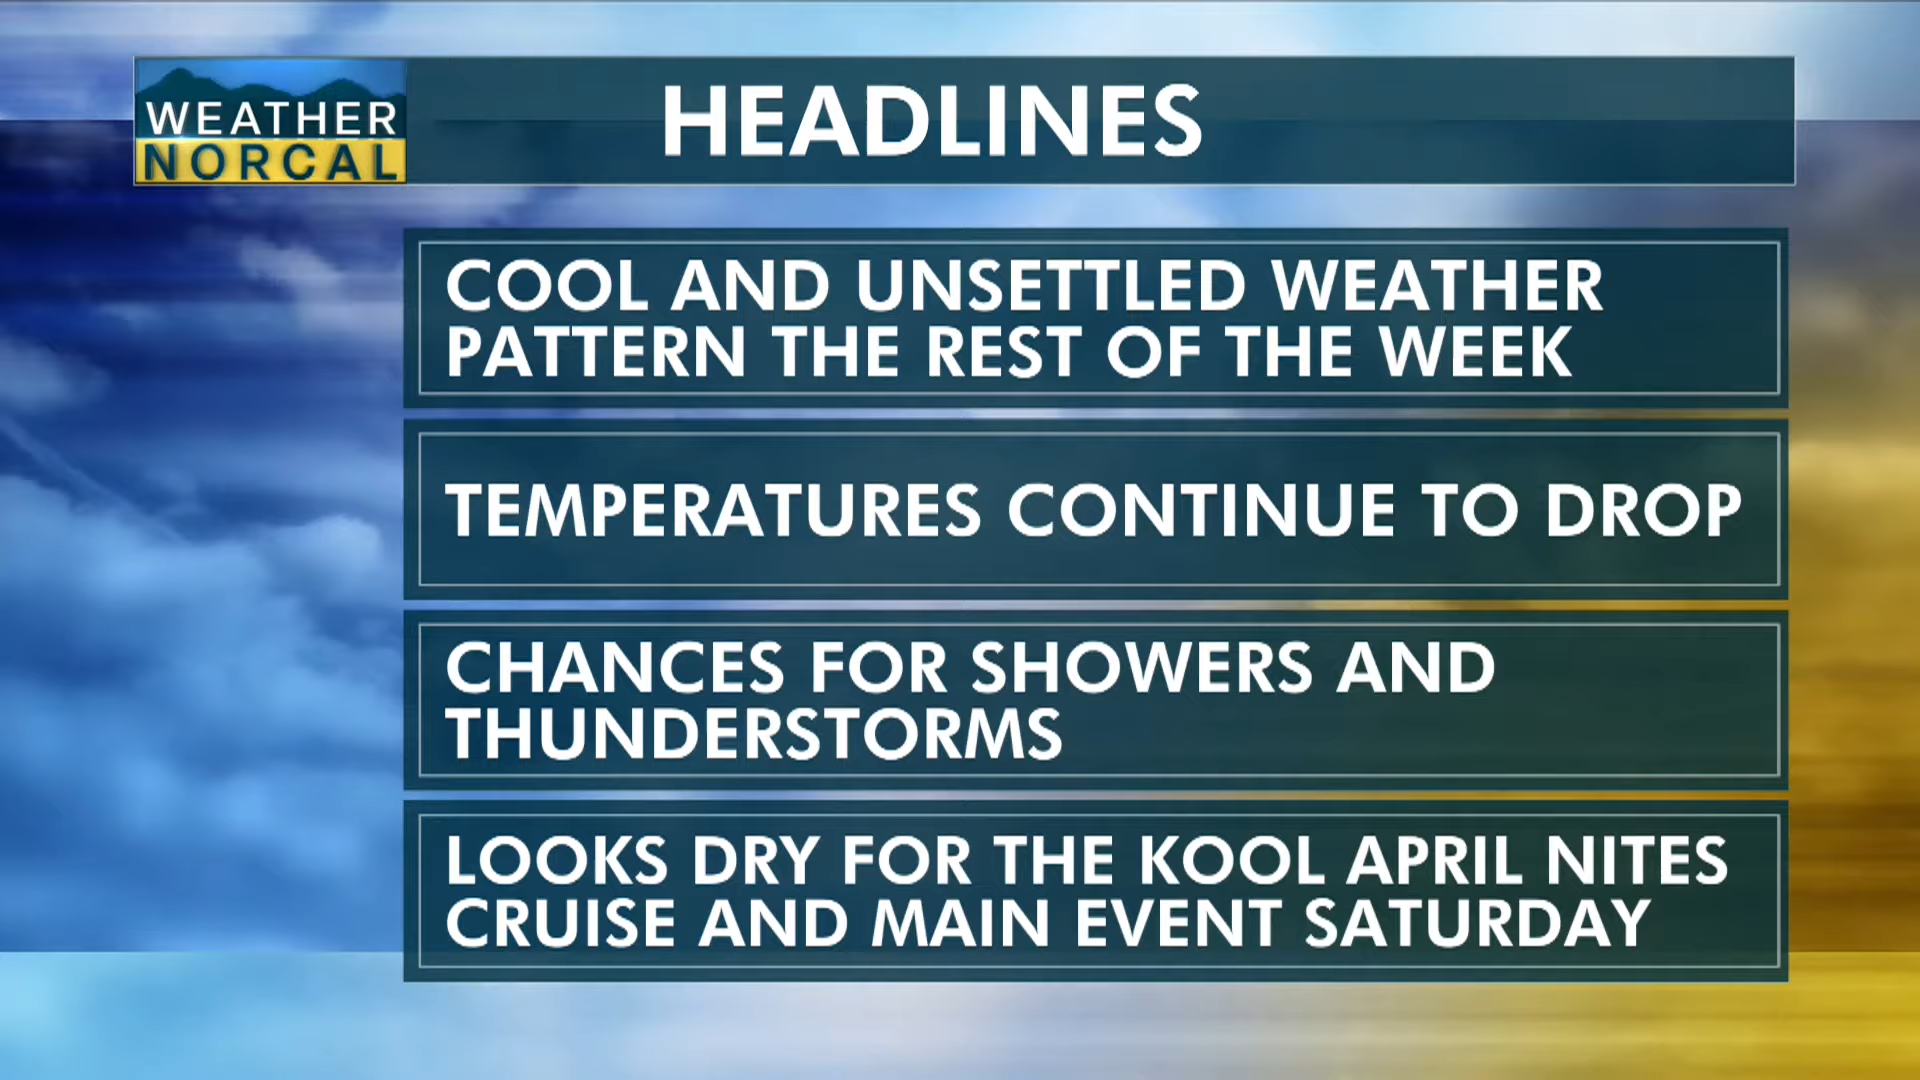 WEATHER
NORCAL
HEADLINES
COOL AND UNSETTLED WEATHER
PATTERN THE REST OF THE WEEK
TEMPERATURES CONTINUE TO DROP
CHANCES FOR SHOWERS AND
THUNDERSTORMS
LOOKS DRY FOR THE KOOL APRIL NITES
CRUISE AND MAIN EVENT SATURDAY